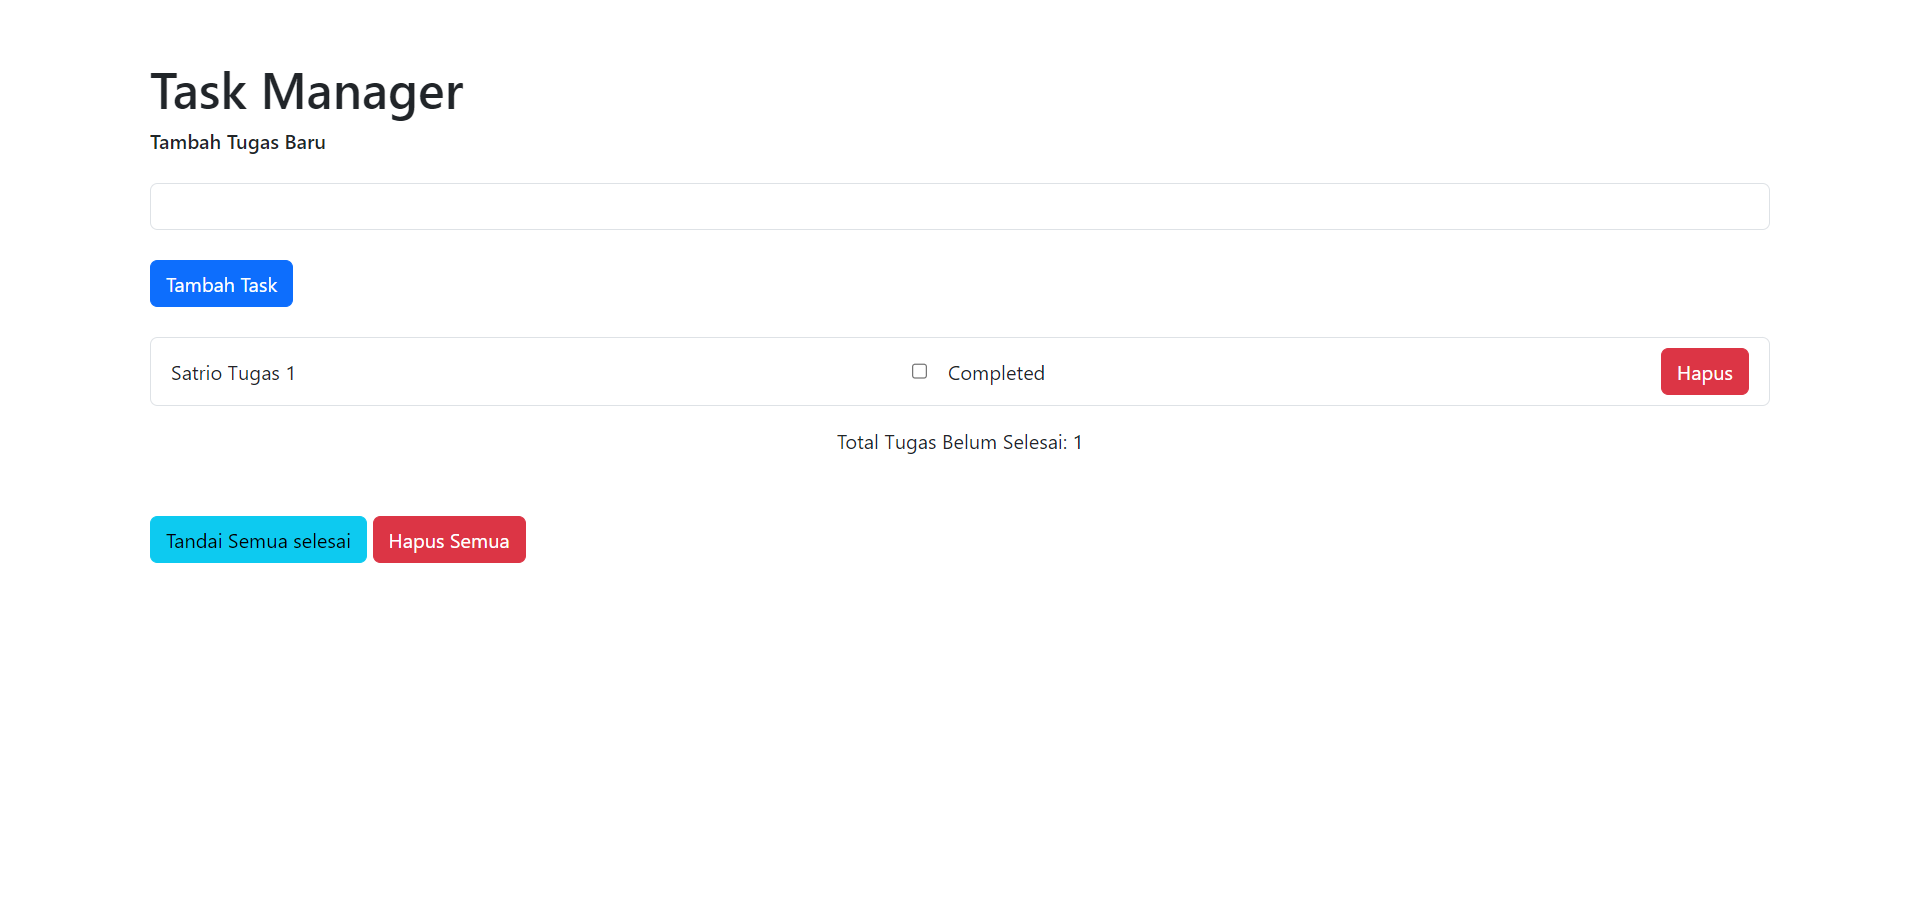 Task Manager
Tambah Tugas Baru
Tambah Task
Satrio Tugas 1 Completed Hapus
Total Tugas Belum Selesai: 1
Tandai Semua selesai Hapus Semua